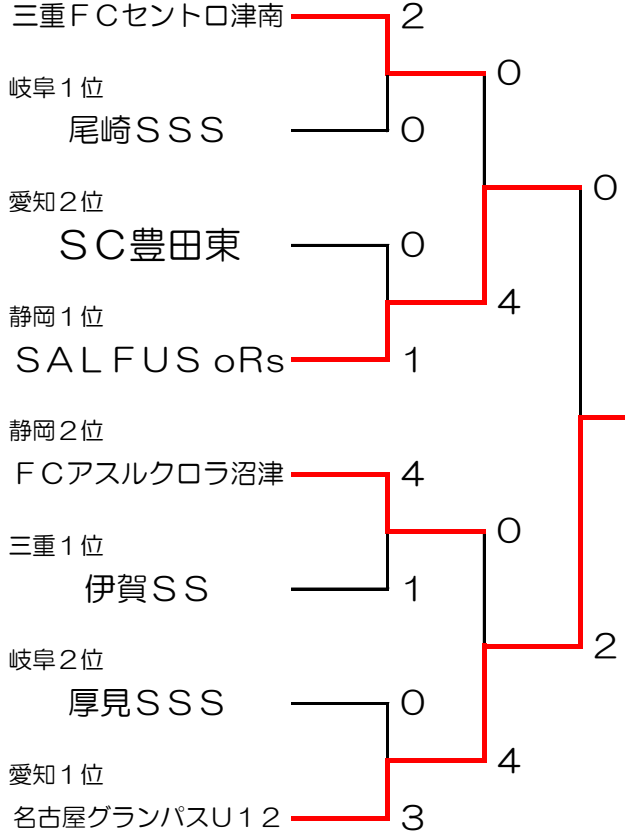 三重ＦＣセントロ津南
２
０
岐阜１位
尾崎ＳＳＳ
０
０
愛知２位
ＳＣ豊田東
０
４
静岡１位
ＳＡＬＦＵＳ oRs
１
静岡２位
ＦＣアスルクロラ沼津
４
０
三重１位
伊賀ＳＳ
１
２
岐阜２位
厚見ＳＳＳ
０
４
愛知１位
名古屋グランパスＵ１２
３